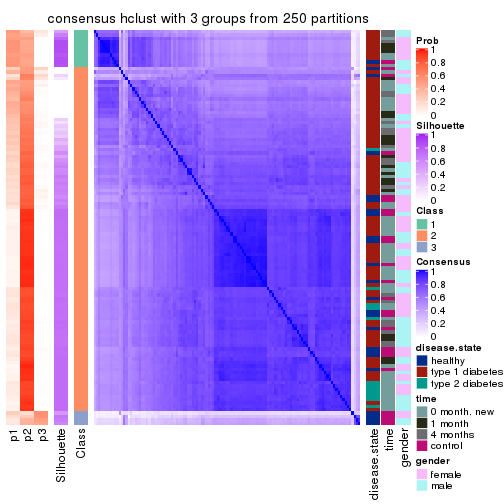 consensus hclust with 3 groups from 250 partitions
Prob
1
0.8
0.6
0.4
0.2
0
Silhouette
1
0.8
0.6
0.4
0.2
0
Class
1
2
3
Consensus
1
0.8
0.6
0.4
0.2
0
disease.state
healthy
type 1 diabetes
type 2 diabetes
time
0 month, new
1 month
4 months
control
gender
female
male
p1
p2
p3
Silhouette
Class
disease.state
time
gender